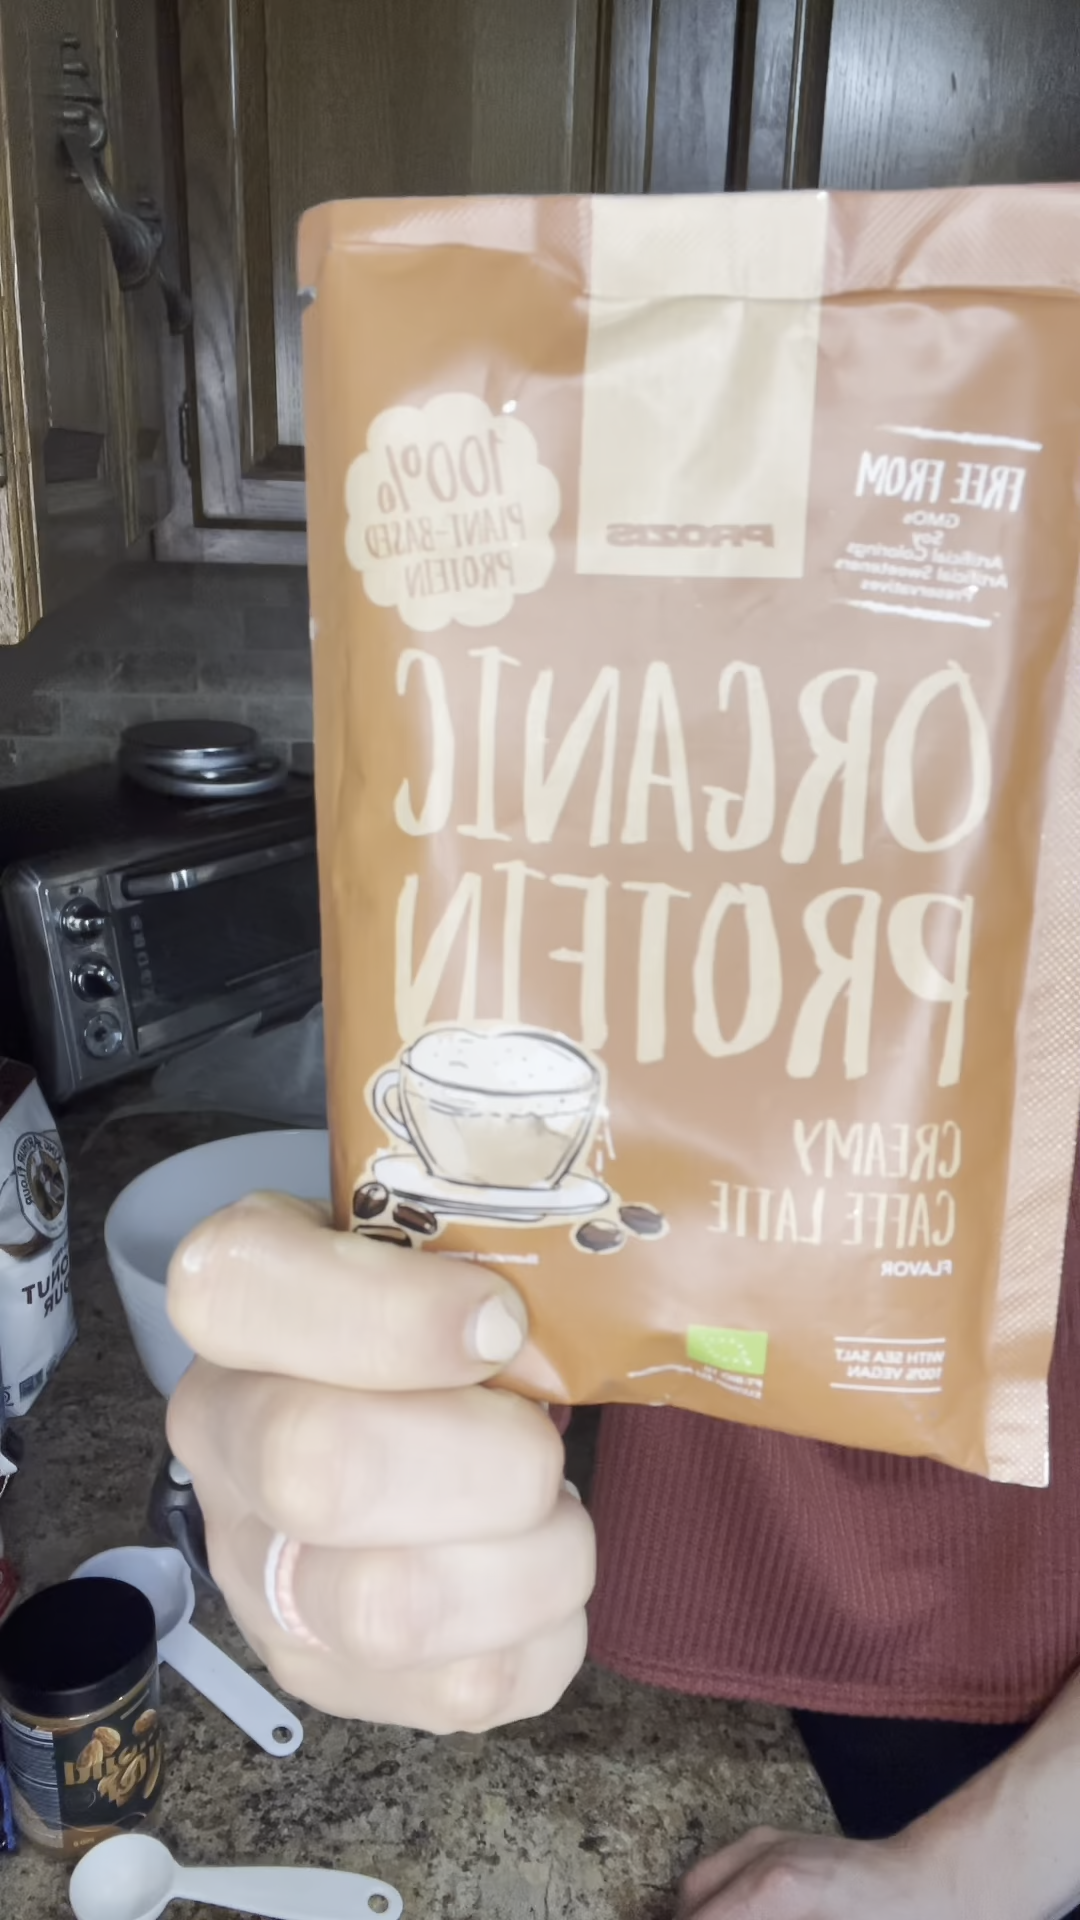 100%
PLANT-BASED
PROTEIN
PROZIS
FREE FROM
GMOs
Soy
Artificial Colorings
Artificial Sweeteners
Preservatives
ORGANIC
PROTEIN
CREAMY
CAFFE LATTE
FLAVOR
WITH SEA SALT
100% VEGAN